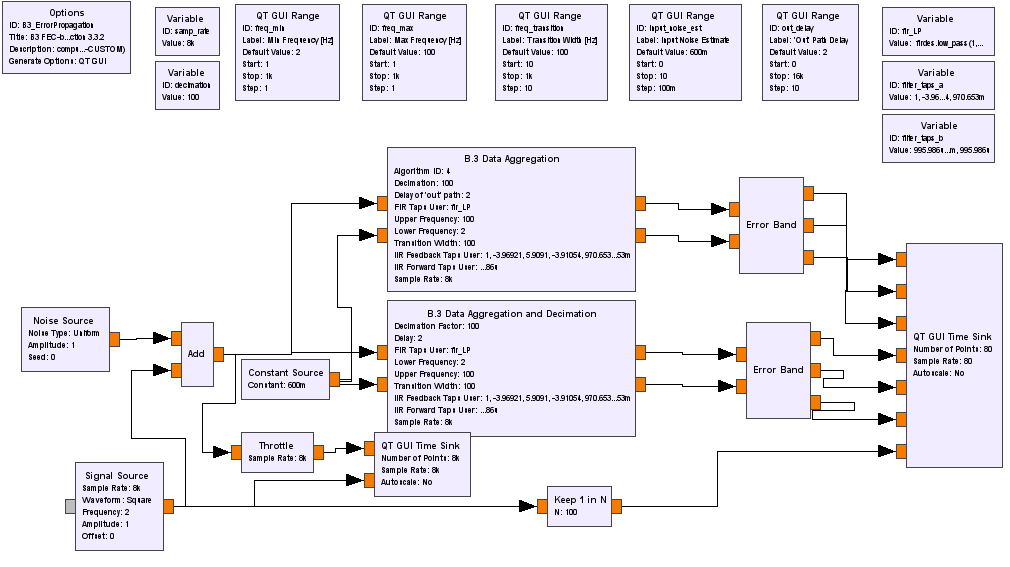 Options
ID: B3_ErrorPropagation
Title: B3 FEC-b...ction 3.3.2
Description: compu...-CUSTOM)
Generate Options: QT GUI
Variable
ID: samp_rate
Value: 8k
Variable
ID: decimation
Value: 100
QT GUI Range
ID: freq_min
Label: Min Frequency [Hz]
Default Value: 2
Start: 1
Stop: 1k
Step: 1
QT GUI Range
ID: freq_max
Label: Max Frequency [Hz]
Default Value: 100
Start: 1
Stop: 1k
Step: 1
QT GUI Range
ID: freq_transition
Label: Transition Width [Hz]
Default Value: 100
Start: 10
Stop: 1k
Step: 10
QT GUI Range
ID: input_noise_est
Label: Input Noise Estimate
Default Value: 600m
Start: 0
Stop: 10
Step: 100m
QT GUI Range
ID: out_delay
Label: 'Out' Path Delay
Default Value: 2
Start: 0
Stop: 16k
Step: 10
Variable
ID: fir_LP
Value: firdes.low_pass (1,...
Variable
ID: filter_taps_a
Value: 1, -3.96...4, 970.653m
Variable
ID: filter_taps_b
Value: 995.986u...m, 995.986u
B.3 Data Aggregation
Algorithm ID: 4
Decimation: 100
Delay of 'out' path: 2
FIR Taps User: fir_LP
Upper Frequency: 100
Lower Frequency: 2
Transition Width: 100
IIR Feedback Taps User: 1, -3.96921, 5.9091, -3.91054, 970.653...53m
IIR Forward Taps User: ...86u
Sample Rate: 8k
Error Band
B.3 Data Aggregation and Decimation
Decimation Factor: 100
Delay: 2
FIR Taps User: fir_LP
Lower Frequency: 2
Upper Frequency: 100
Transition Width: 100
IIR Feedback Taps User: 1, -3.96921, 5.9091, -3.91054, 970.653...53m
IIR Forward Taps User: ...86u
Sample Rate: 8k
Error Band
QT GUI Time Sink
Number of Points: 80
Sample Rate: 80
Autoscale: No
Noise Source
Noise Type: Uniform
Amplitude: 1
Seed: 0
Add
Constant Source
Constant: 600m
Throttle
Sample Rate: 8k
QT GUI Time Sink
Number of Points: 8k
Sample Rate: 8k
Autoscale: No
Signal Source
Sample Rate: 8k
Waveform: Square
Frequency: 2
Amplitude: 1
Offset: 0
Keep 1 in N
N: 100